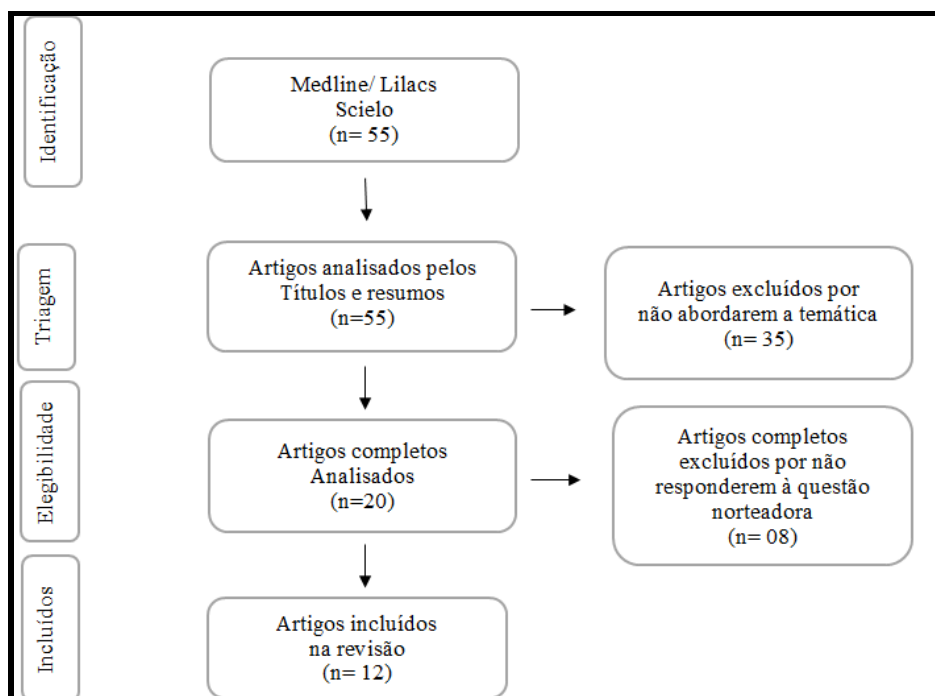 Identificação
Medline/ Lilacs
Scielo
(n= 55)
Triagem
Artigos analisados pelos
Títulos e resumos
(n=55)
Artigos excluídos por
não abordarem a temática
(n= 35)
Elegibilidade
Artigos completos
Analisados
(n=20)
Artigos completos
excluídos por não
responderem à questão
norteadora
(n= 08)
Incluídos
Artigos incluídos
na revisão
(n= 12)